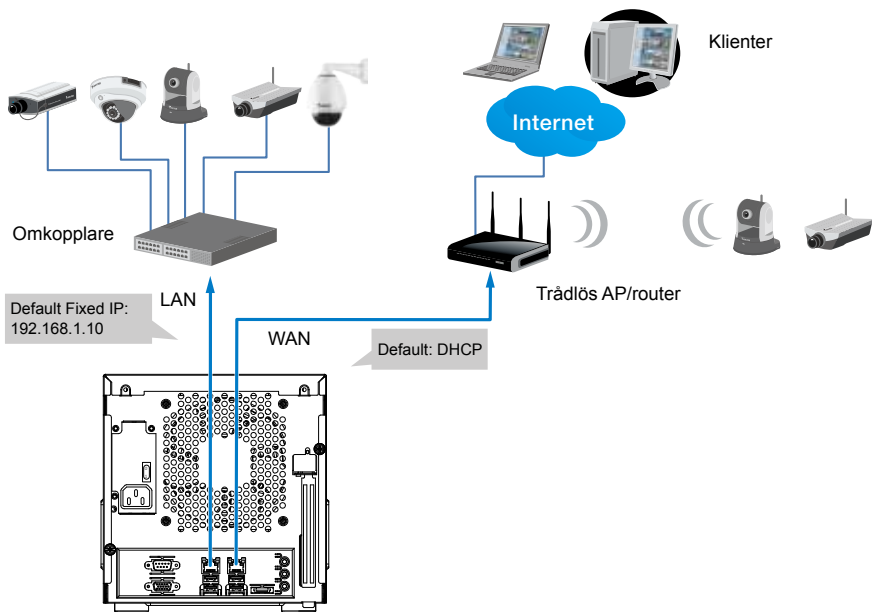 Klienter
Internet
Omkopplare
Trådlös AP/router
LAN
Default Fixed IP:
192.168.1.10
WAN
Default: DHCP